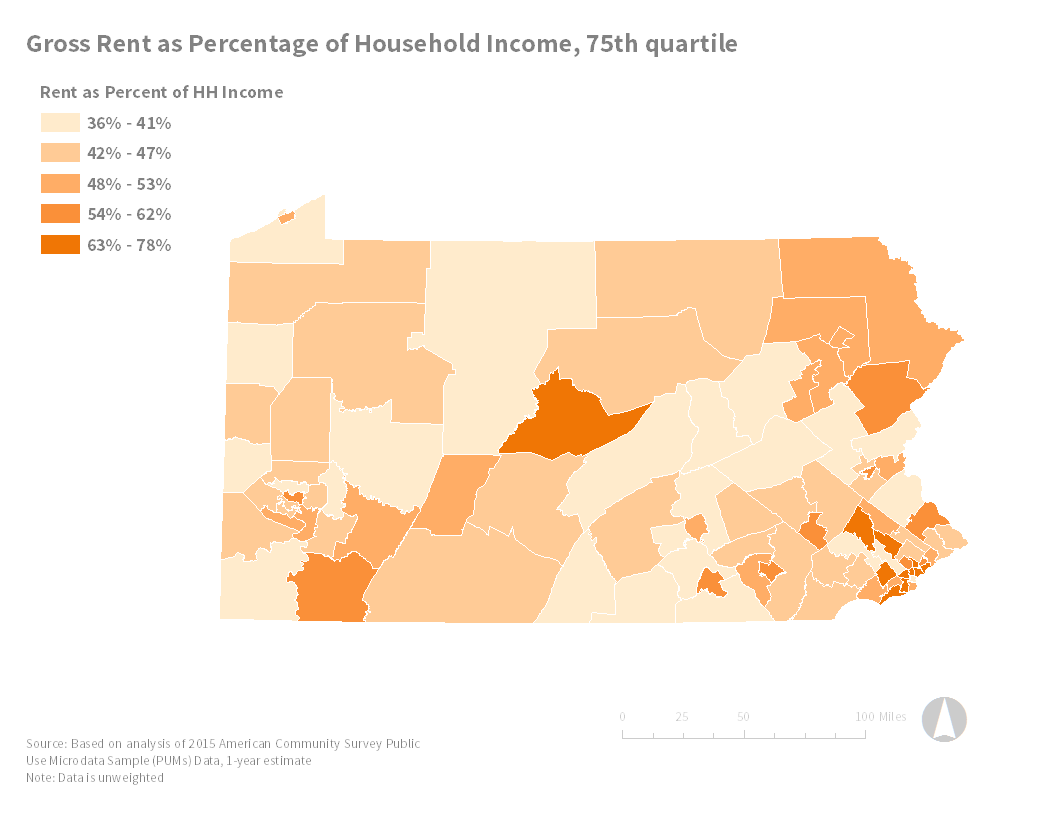 Gross Rent as Percentage of Household Income, 75th quartile
Rent as Percent of HH Income
36% - 41%
42% - 47%
48% - 53%
54% - 62%
63% - 78%
0 25 50 100 Miles
Source: Based on analysis of 2015 American Community Survey Public
Use Microdata Sample (PUMs) Data, 1-year estimate
Note: Data is unweighted